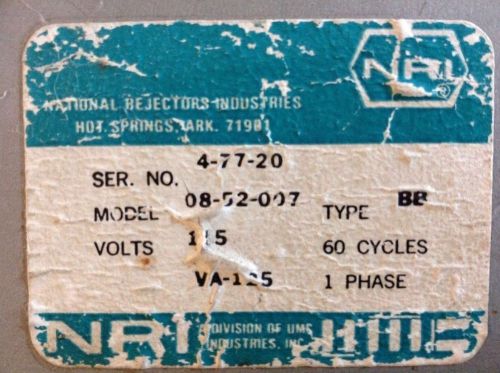 NRI
®
NATIONAL REJECTORS INDUSTRIES
HOT SPRINGS, ARK. 71901
SER. NO. 4-77-20
MODEL 08-52-007 TYPE BB
VOLTS 115 60 CYCLES
VA-125 1 PHASE
NRI A DIVISION OF UMC
INDUSTRIES, INC.